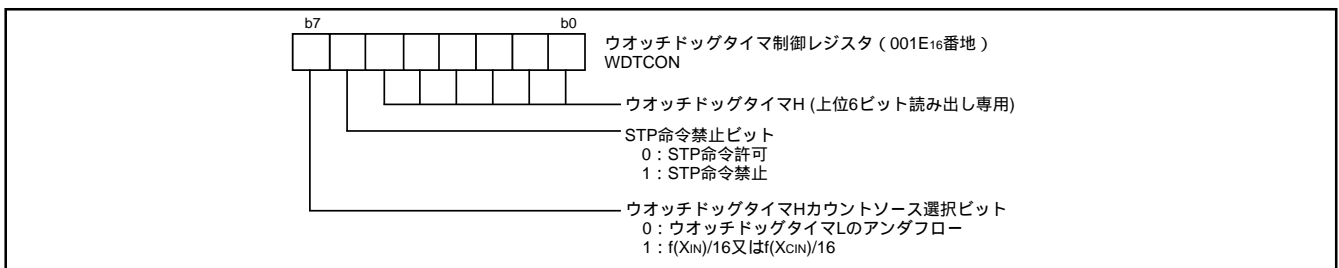 b7 b0
ウオッチドッグタイマ制御レジスタ(001E16番地)
WDTCON
ウオッチドッグタイマH (上位6ビット読み出し専用)
STP命令禁止ビット
0:STP命令許可
1:STP命令禁止
ウオッチドッグタイマHカウントソース選択ビット
0:ウオッチドッグタイマLのアンダフロー
1:f(XIN)/16又はf(XCIN)/16